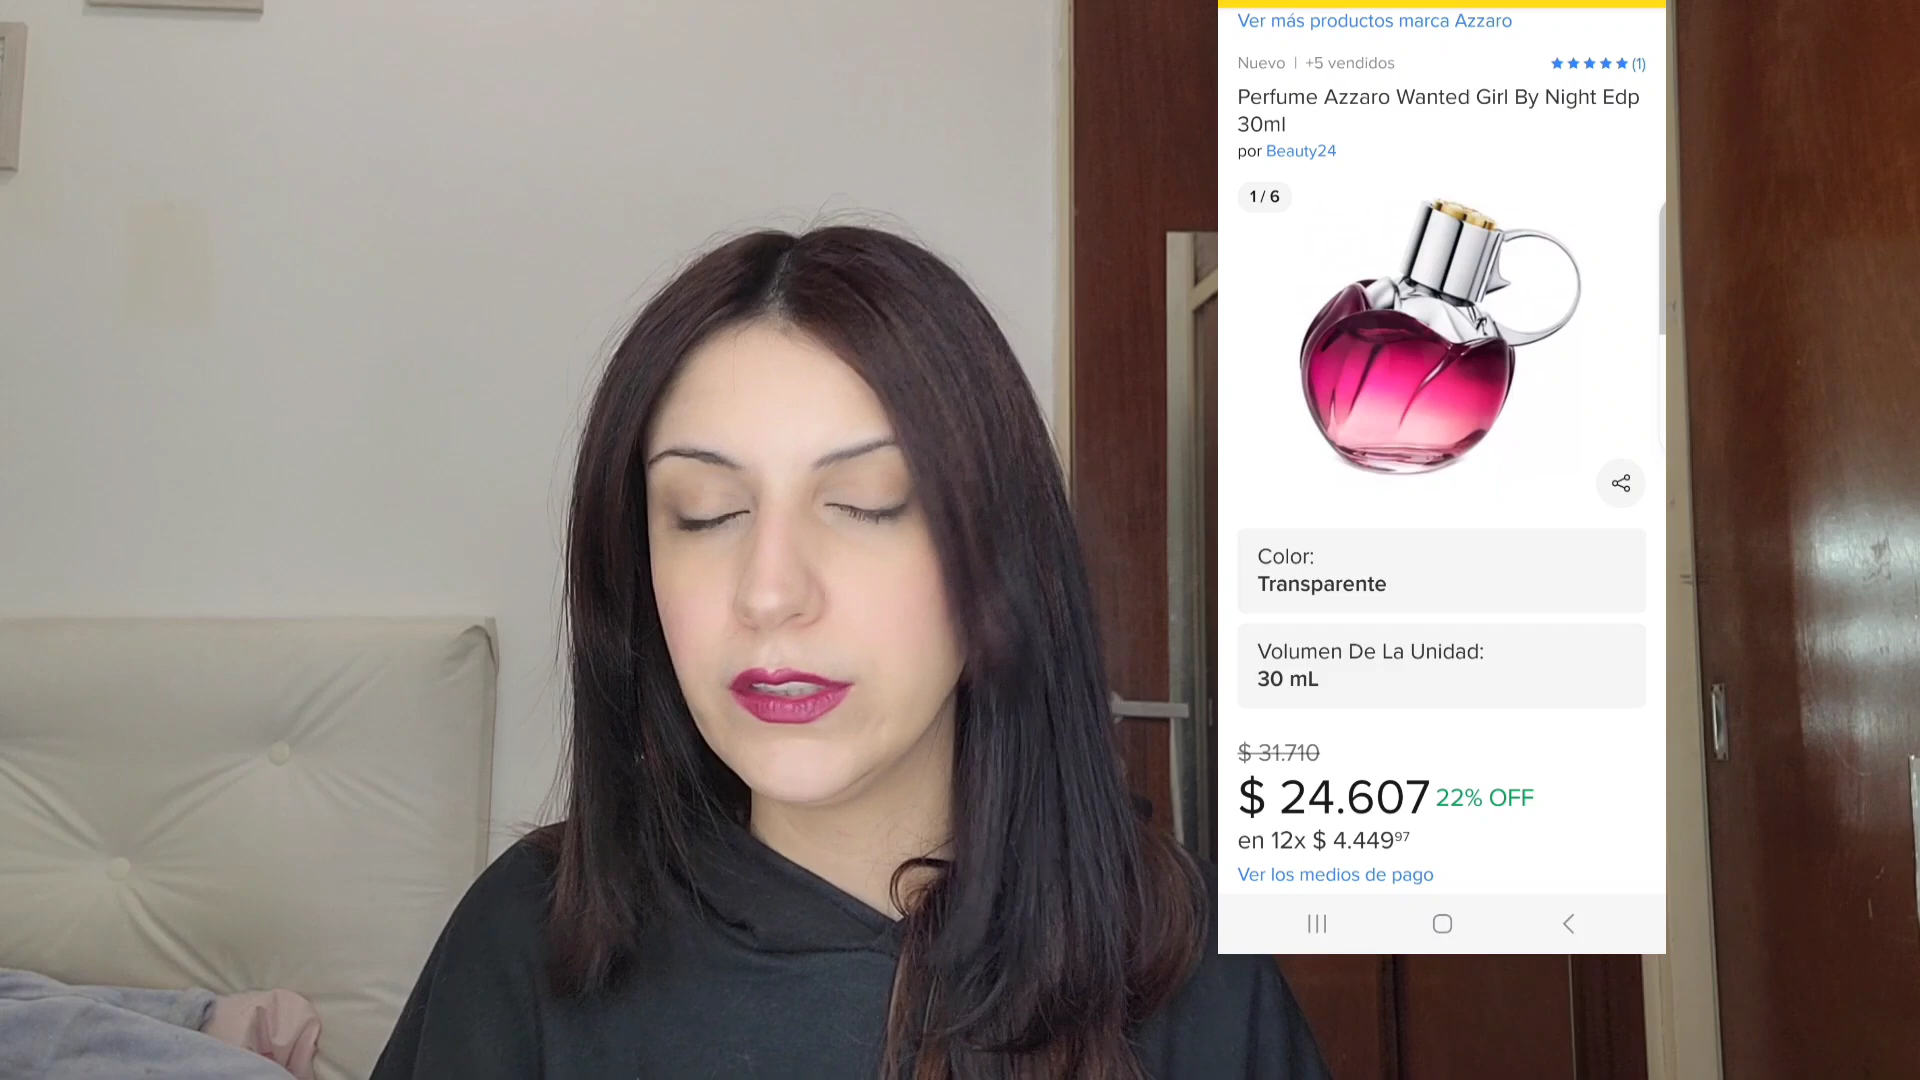 Ver más productos marca Azzaro
Nuevo | +5 vendidos
(1)
Perfume Azzaro Wanted Girl By Night Edp
30ml
por Beauty24
1 / 6
Color:
Transparente
Volumen De La Unidad:
30 mL
$ 31.710
$ 24.607 22% OFF
en 12x $ 4.449⁹⁷
Ver los medios de pago